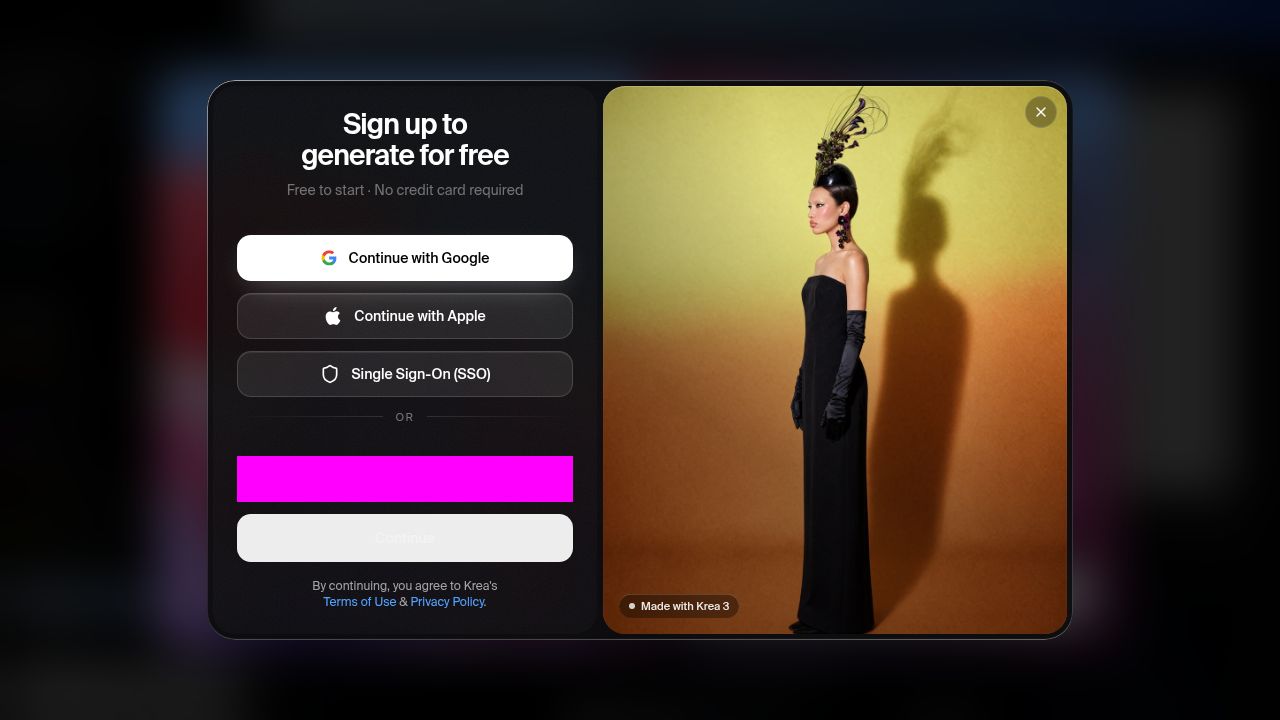 Sign up to
generate for free
Free to start · No credit card required
Continue with Google
Continue with Apple
Single Sign-On (SSO)
OR
Continue
By continuing, you agree to Krea's
Terms of Use & Privacy Policy.
Made with Krea 3